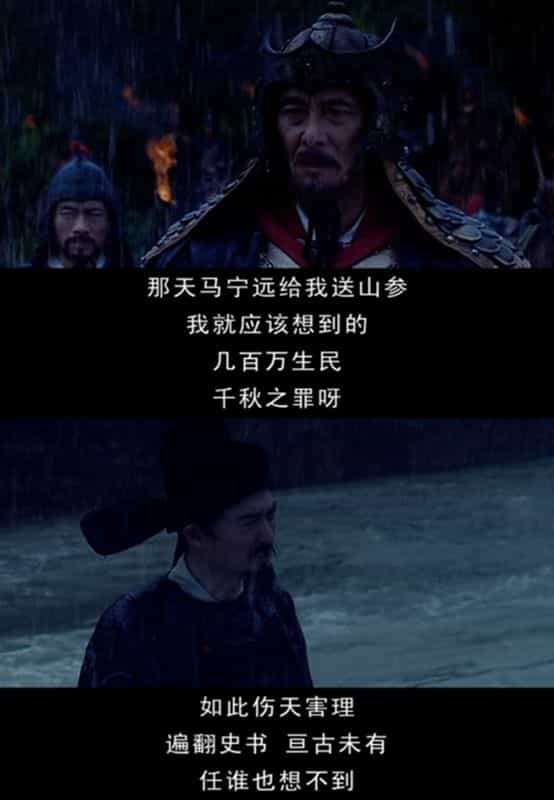 那天马宁远给我送山参
我就应该想到的
几百万生民
千秋之罪呀
如此伤天害理
遍翻史书 亘古未有
任谁也想不到